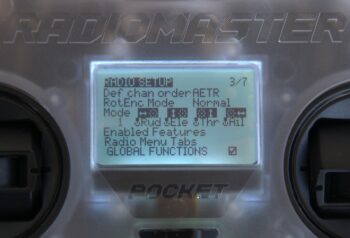 RADIOMASTER
RADIO SETUP 3/7
Def chan order AETR
RotEnc Mode Normal
Mode
1 Rud Ele Thr Ail
Enabled Features
Radio Menu Tabs
GLOBAL FUNCTIONS
POCKET